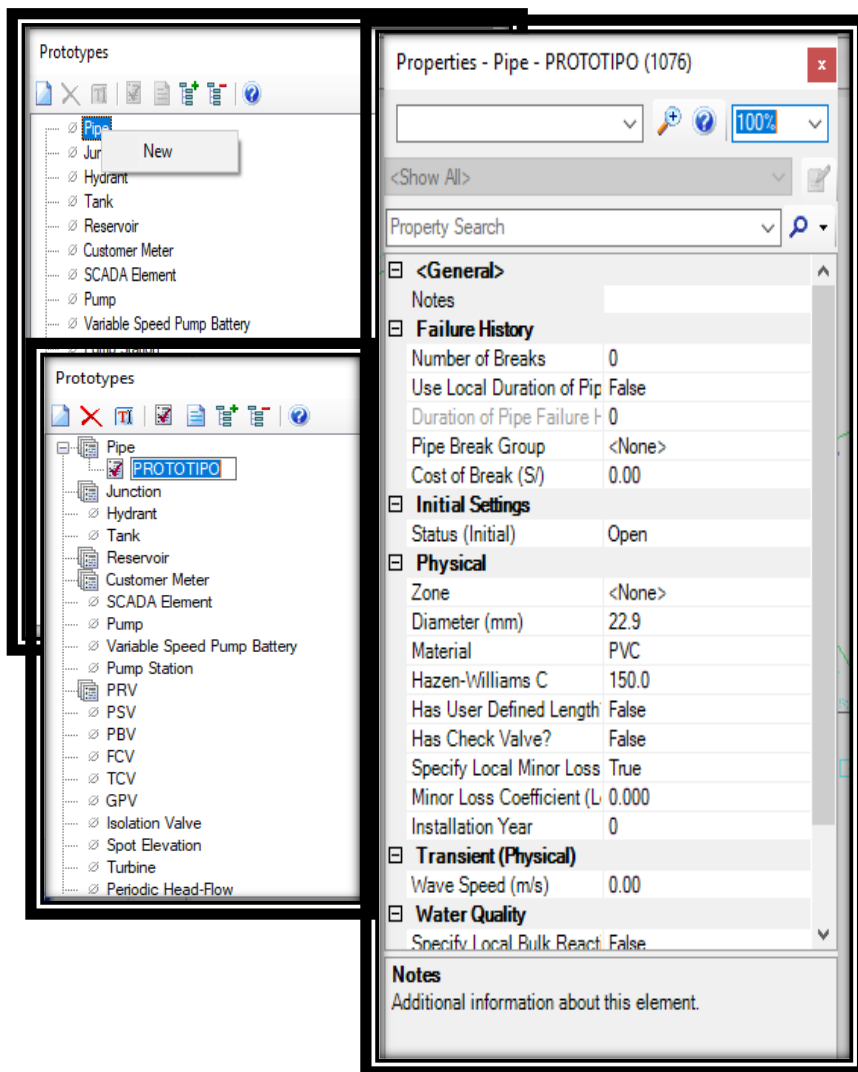 Prototypes
Pipe
New
Jun
Hydrant
Tank
Reservoir
Customer Meter
SCADA Element
Pump
Variable Speed Pump Battery
Prototypes
Pipe
PROTOTIPO
Junction
Hydrant
Tank
Reservoir
Customer Meter
SCADA Element
Pump
Variable Speed Pump Battery
Pump Station
PRV
PSV
PBV
FCV
TCV
GPV
Isolation Valve
Spot Elevation
Turbine
Periodic Head-Flow
Properties - Pipe - PROTOTIPO (1076)
x
100%
<Show All>
Property Search
<General>
Notes
Failure History
Number of Breaks 0
Use Local Duration of Pip False
Duration of Pipe Failure H 0
Pipe Break Group <None>
Cost of Break (S/) 0.00
Initial Settings
Status (Initial) Open
Physical
Zone <None>
Diameter (mm) 22.9
Material PVC
Hazen-Williams C 150.0
Has User Defined Length False
Has Check Valve? False
Specify Local Minor Loss True
Minor Loss Coefficient (L 0.000
Installation Year 0
Transient (Physical)
Wave Speed (m/s) 0.00
Water Quality
Specify Local Bulk Reacti False
Notes
Additional information about this element.